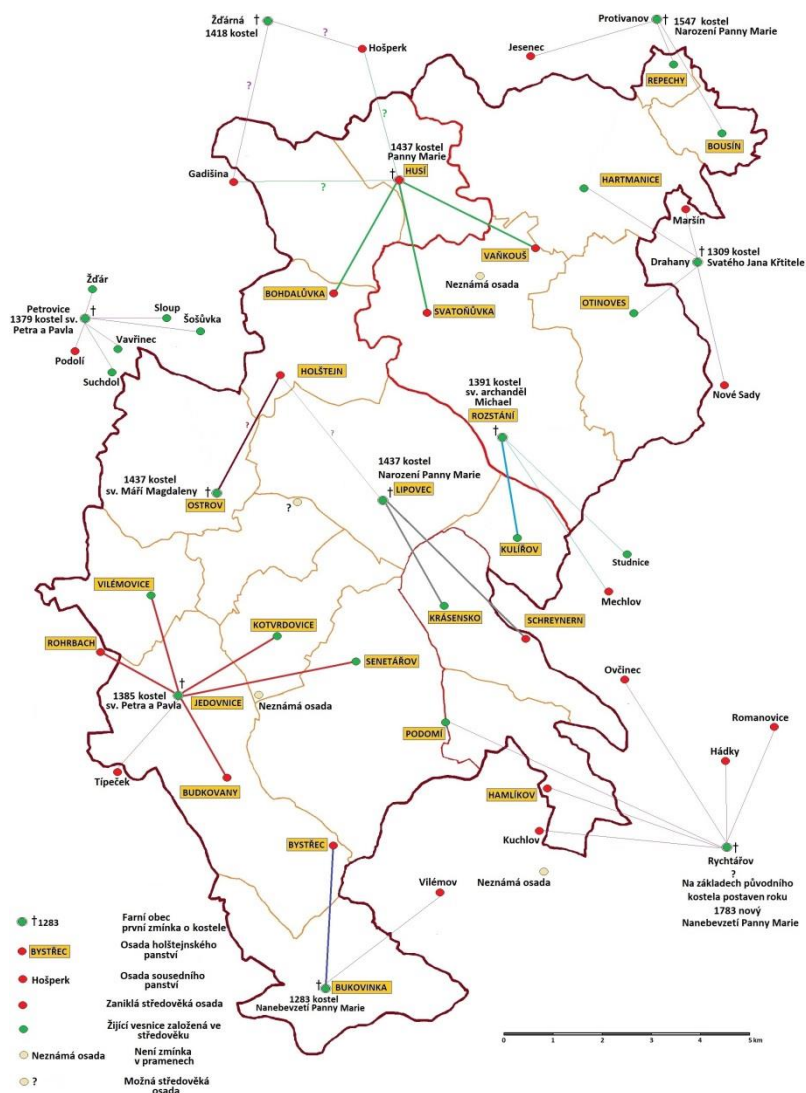 Žďárná
1418 kostel
?
Hošperk
?
?
Protivanov
1547 kostel
Narození Panny Marie
Jesenec
REPECHY
BOUSÍN
1437 kostel
Panny Marie
HUSÍ
Gadišina
?
HARTMANICE
Maršín
VAŇKOUŠ
Drahany
1309 kostel
Svatého Jana Křtitele
Neznámá osada
BOHDALŮVKA
SVATOŇŮVKA
OTINOVES
Žďár
Petrovice
1379 kostel sv.
Petra a Pavla
Sloup
Šošůvka
Vavřinec
Podolí
Suchdol
HOLŠTEJN
Nové Sady
1391 kostel
sv. archanděl
Michael
ROZSTÁNÍ
?
?
1437 kostel
sv. Máří Magdaleny
OSTROV
1437 kostel
Narození Panny Marie
LIPOVEC
?
KULÍŘOV
Studnice
Mechlov
VILÉMOVICE
KOTVRDOVICE
KRÁSENSKO
SCHREYNERN
ROHRBACH
SENETÁŘOV
Ovčinec
1385 kostel
sv. Petra a Pavla
JEDOVNICE
Neznámá osada
PODOMÍ
Romanovice
Hádky
Típeček
BUDKOVANY
HAMLÍKOV
Kuchlov
BYSTŘEC
Rychtářov
?
Na základech původního
kostela postaven roku
1783 nový
Nanebevzetí Panny Marie
Vilémov
Neznámá osada
BUKOVINKA
1283 kostel
Nanebevzetí Panny Marie
†1283
Farní obec
první zmínka o kostele
BYSTŘEC
Osada holštejnského
panství
Hošperk
Osada sousedního
panství
Zaniklá středověká osada
Žijící vesnice založená ve
středověku
Neznámá osada
Není zmínka
v pramenech
?
Možná středověká
osada
0 1 2 3 4 5 km